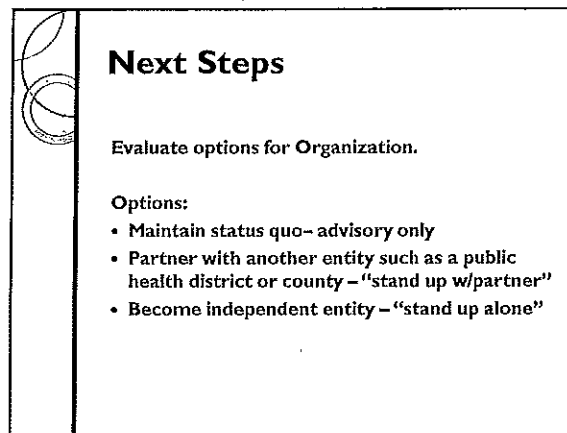 Next Steps
Evaluate options for Organization.
Options:
• Maintain status quo– advisory only
• Partner with another entity such as a public
health district or county – “stand up w/partner”
• Become independent entity – “stand up alone”